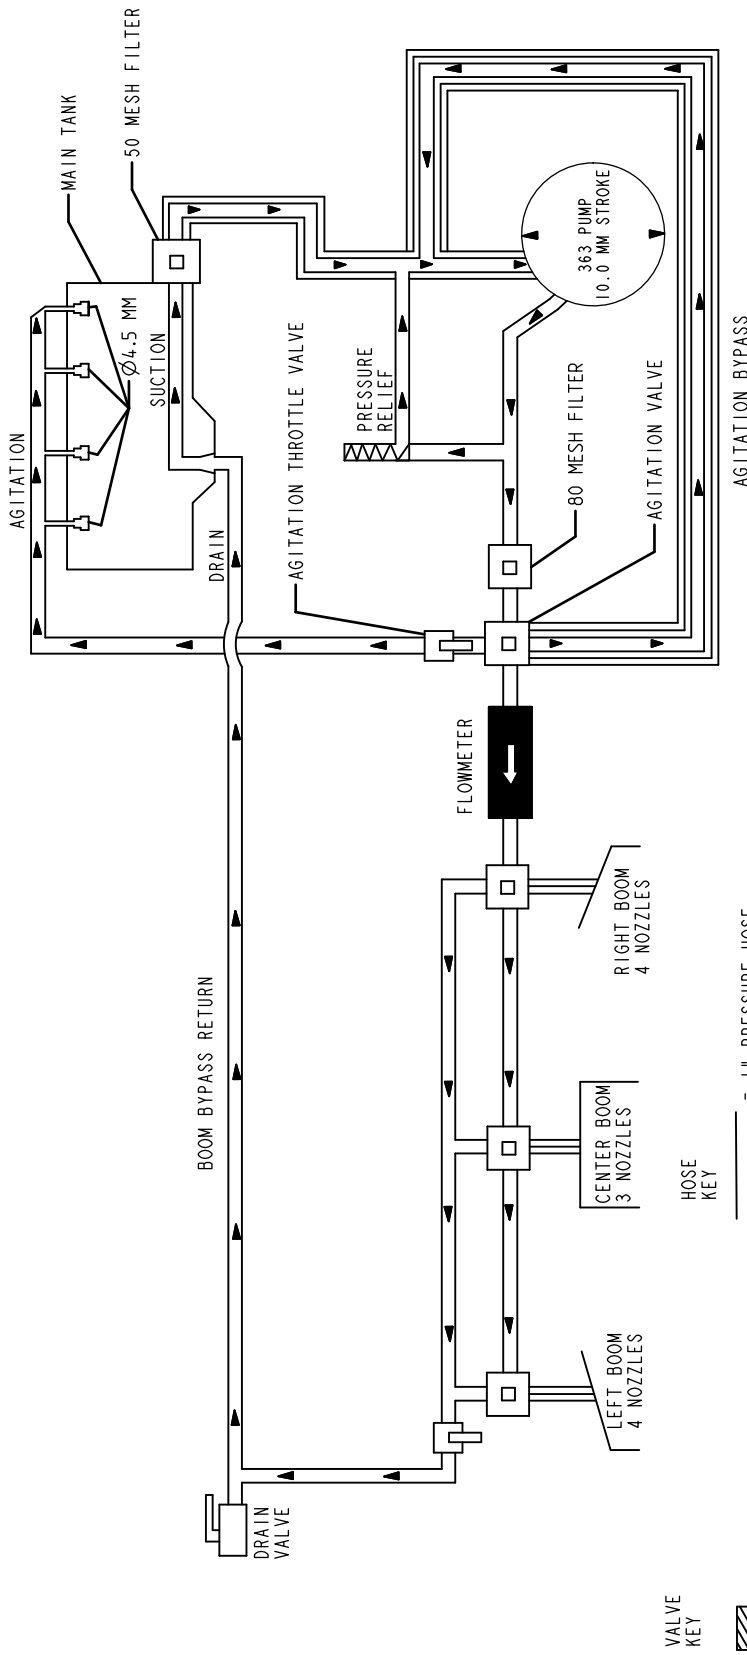 AGITATION
MAIN TANK
50 MESH FILTER
Ø4.5 MM
SUCTION
DRAIN
AGITATION THROTTLE VALVE
PRESSURE
RELIEF
363 PUMP
10.0 MM STROKE
80 MESH FILTER
AGITATION VALVE
AGITATION BYPASS
FLOWMETER
BOOM BYPASS RETURN
RIGHT BOOM
4 NOZZLES
CENTER BOOM
3 NOZZLES
LEFT BOOM
4 NOZZLES
DRAIN
VALVE
HOSE
KEY
PRESSURE HOSE
VALVE
KEY